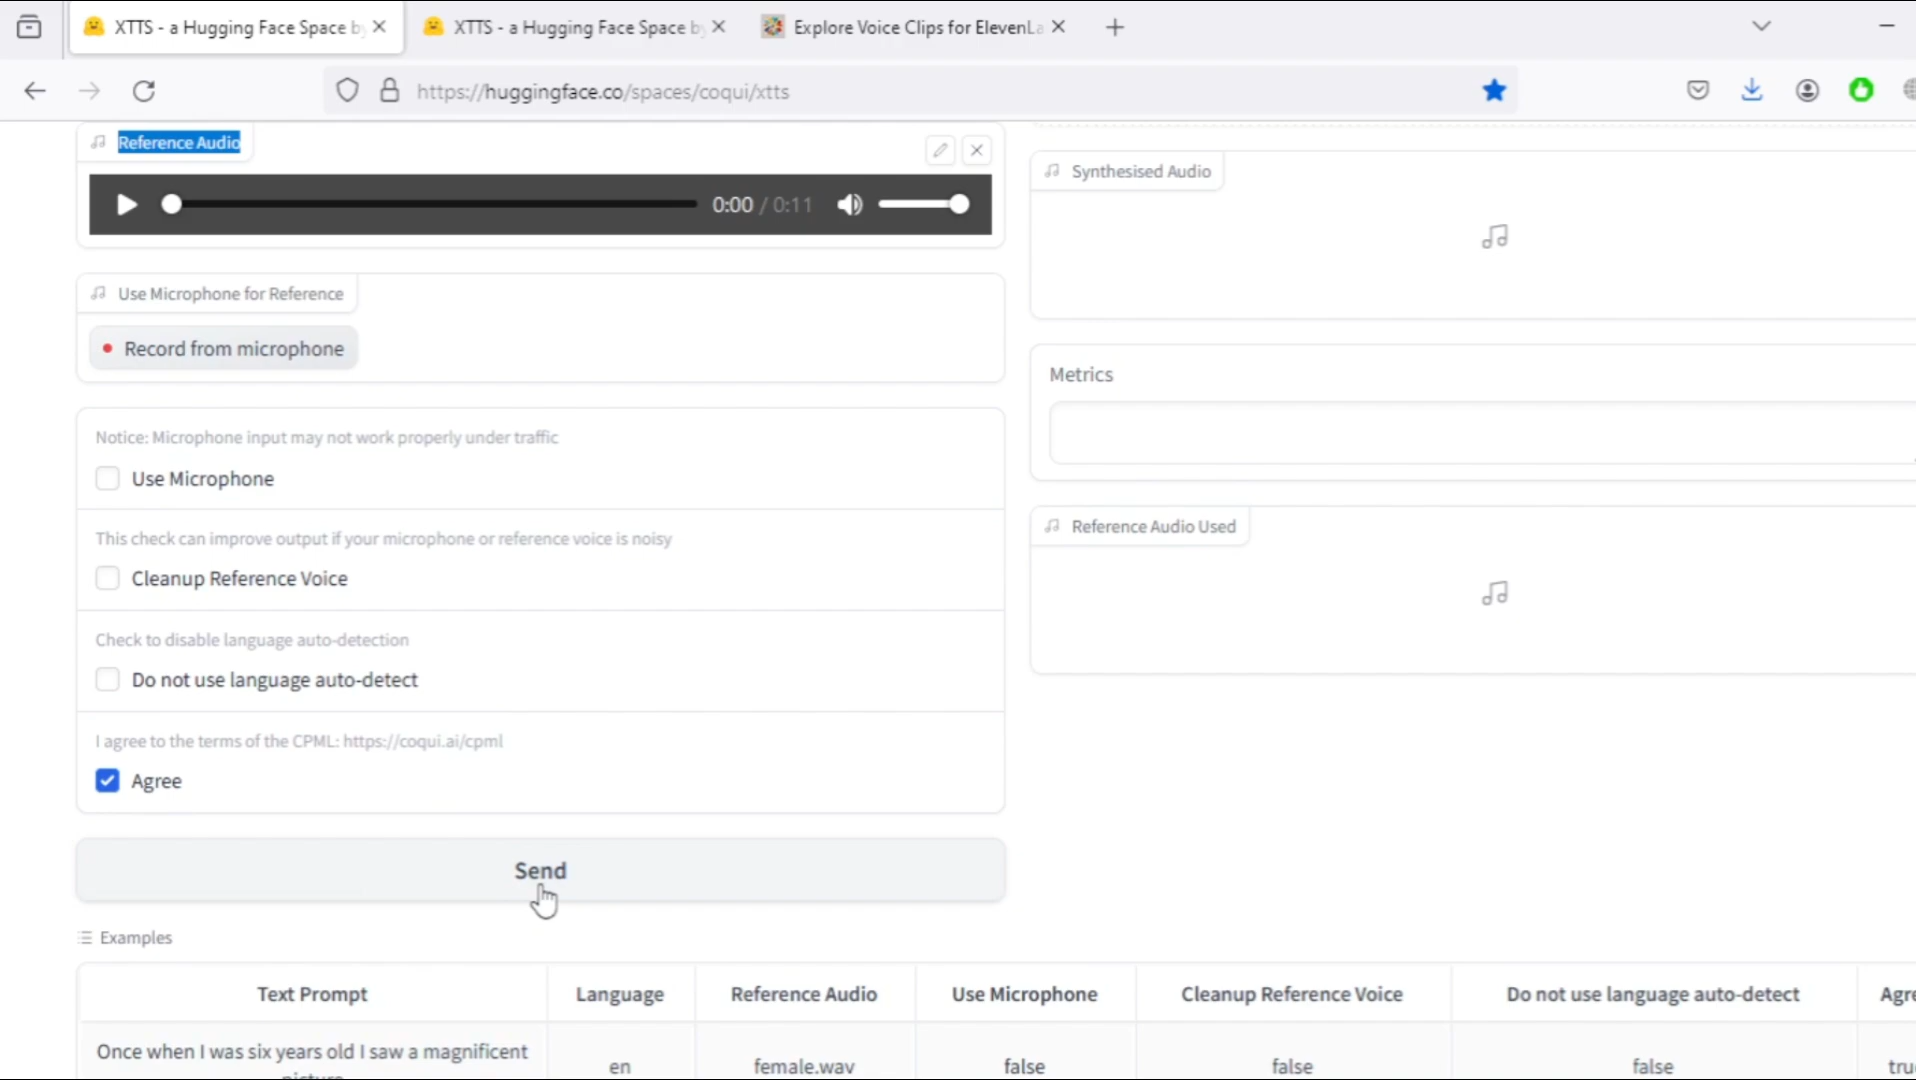 XTTS - a Hugging Face Space by
XTTS - a Hugging Face Space by
Explore Voice Clips for ElevenLa
https://huggingface.co/spaces/coqui/xtts
Reference Audio
0:00 / 0:11
Synthesised Audio
Use Microphone for Reference
Record from microphone
Metrics
Notice: Microphone input may not work properly under traffic
Use Microphone
This check can improve output if your microphone or reference voice is noisy
Cleanup Reference Voice
Reference Audio Used
Check to disable language auto-detection
Do not use language auto-detect
I agree to the terms of the CPML: https://coqui.ai/cpml
Agree
Send
Examples
Text Prompt Language Reference Audio Use Microphone Cleanup Reference Voice Do not use language auto-detect Agre
Once when I was six years old I saw a magnificent
en female.wav false false false tru